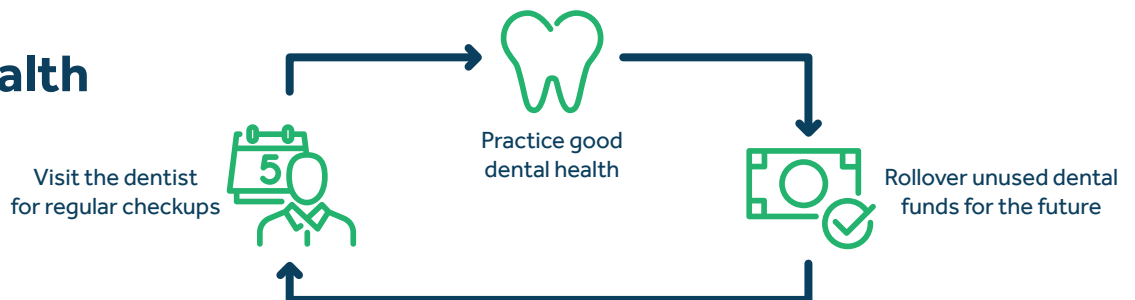 alth
Practice good
dental health
5
Visit the dentist
for regular checkups
Rollover unused dental
funds for the future